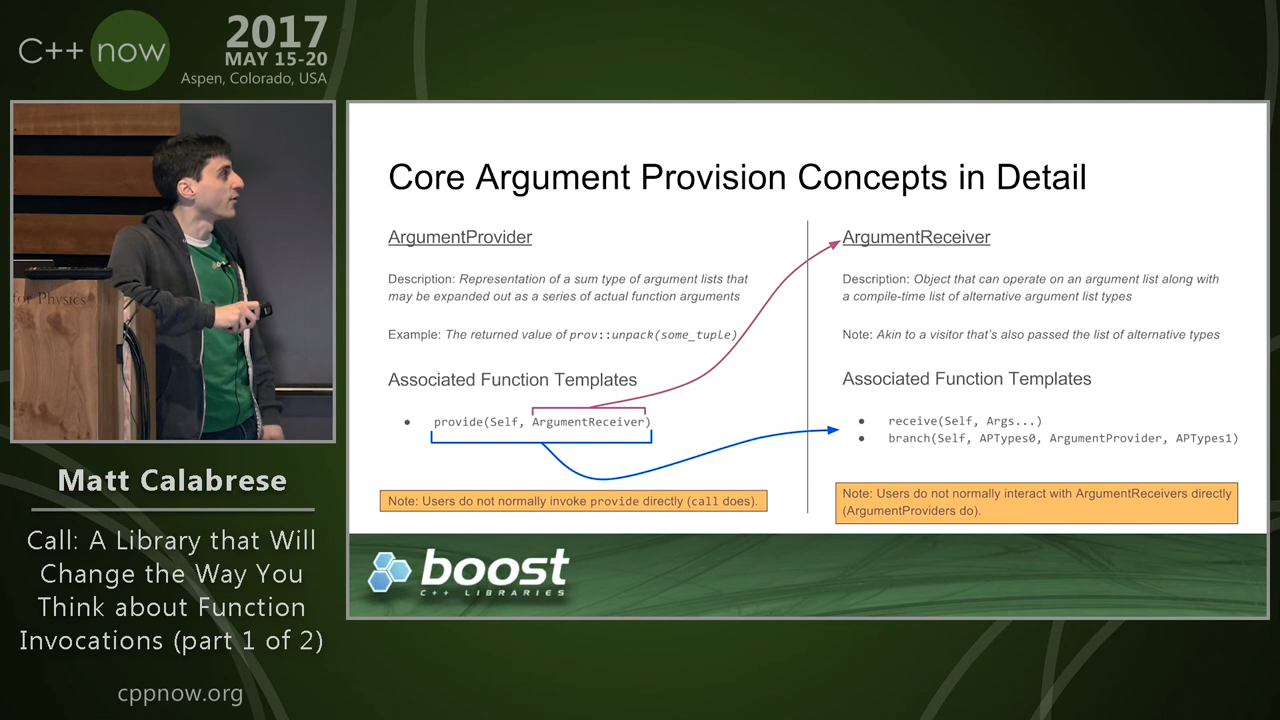 C++ now
2017
MAY 15-20
Aspen, Colorado, USA
for Physics
Matt Calabrese
Call: A Library that Will
Change the Way You
Think about Function
Invocations (part 1 of 2)
cppnow.org
Core Argument Provision Concepts in Detail
ArgumentProvider
Description: Representation of a sum type of argument lists that
may be expanded out as a series of actual function arguments
Example: The returned value of prov::unpack(some_tuple)
Associated Function Templates
● provide(Self, ArgumentReceiver)
Note: Users do not normally invoke provide directly (call does).
ArgumentReceiver
Description: Object that can operate on an argument list along with
a compile-time list of alternative argument list types
Note: Akin to a visitor that's also passed the list of alternative types
Associated Function Templates
● receive(Self, Args...)
● branch(Self, APTypes0, ArgumentProvider, APTypes1)
Note: Users do not normally interact with ArgumentReceivers directly
(ArgumentProviders do).
boost
C++ LIBRARIES